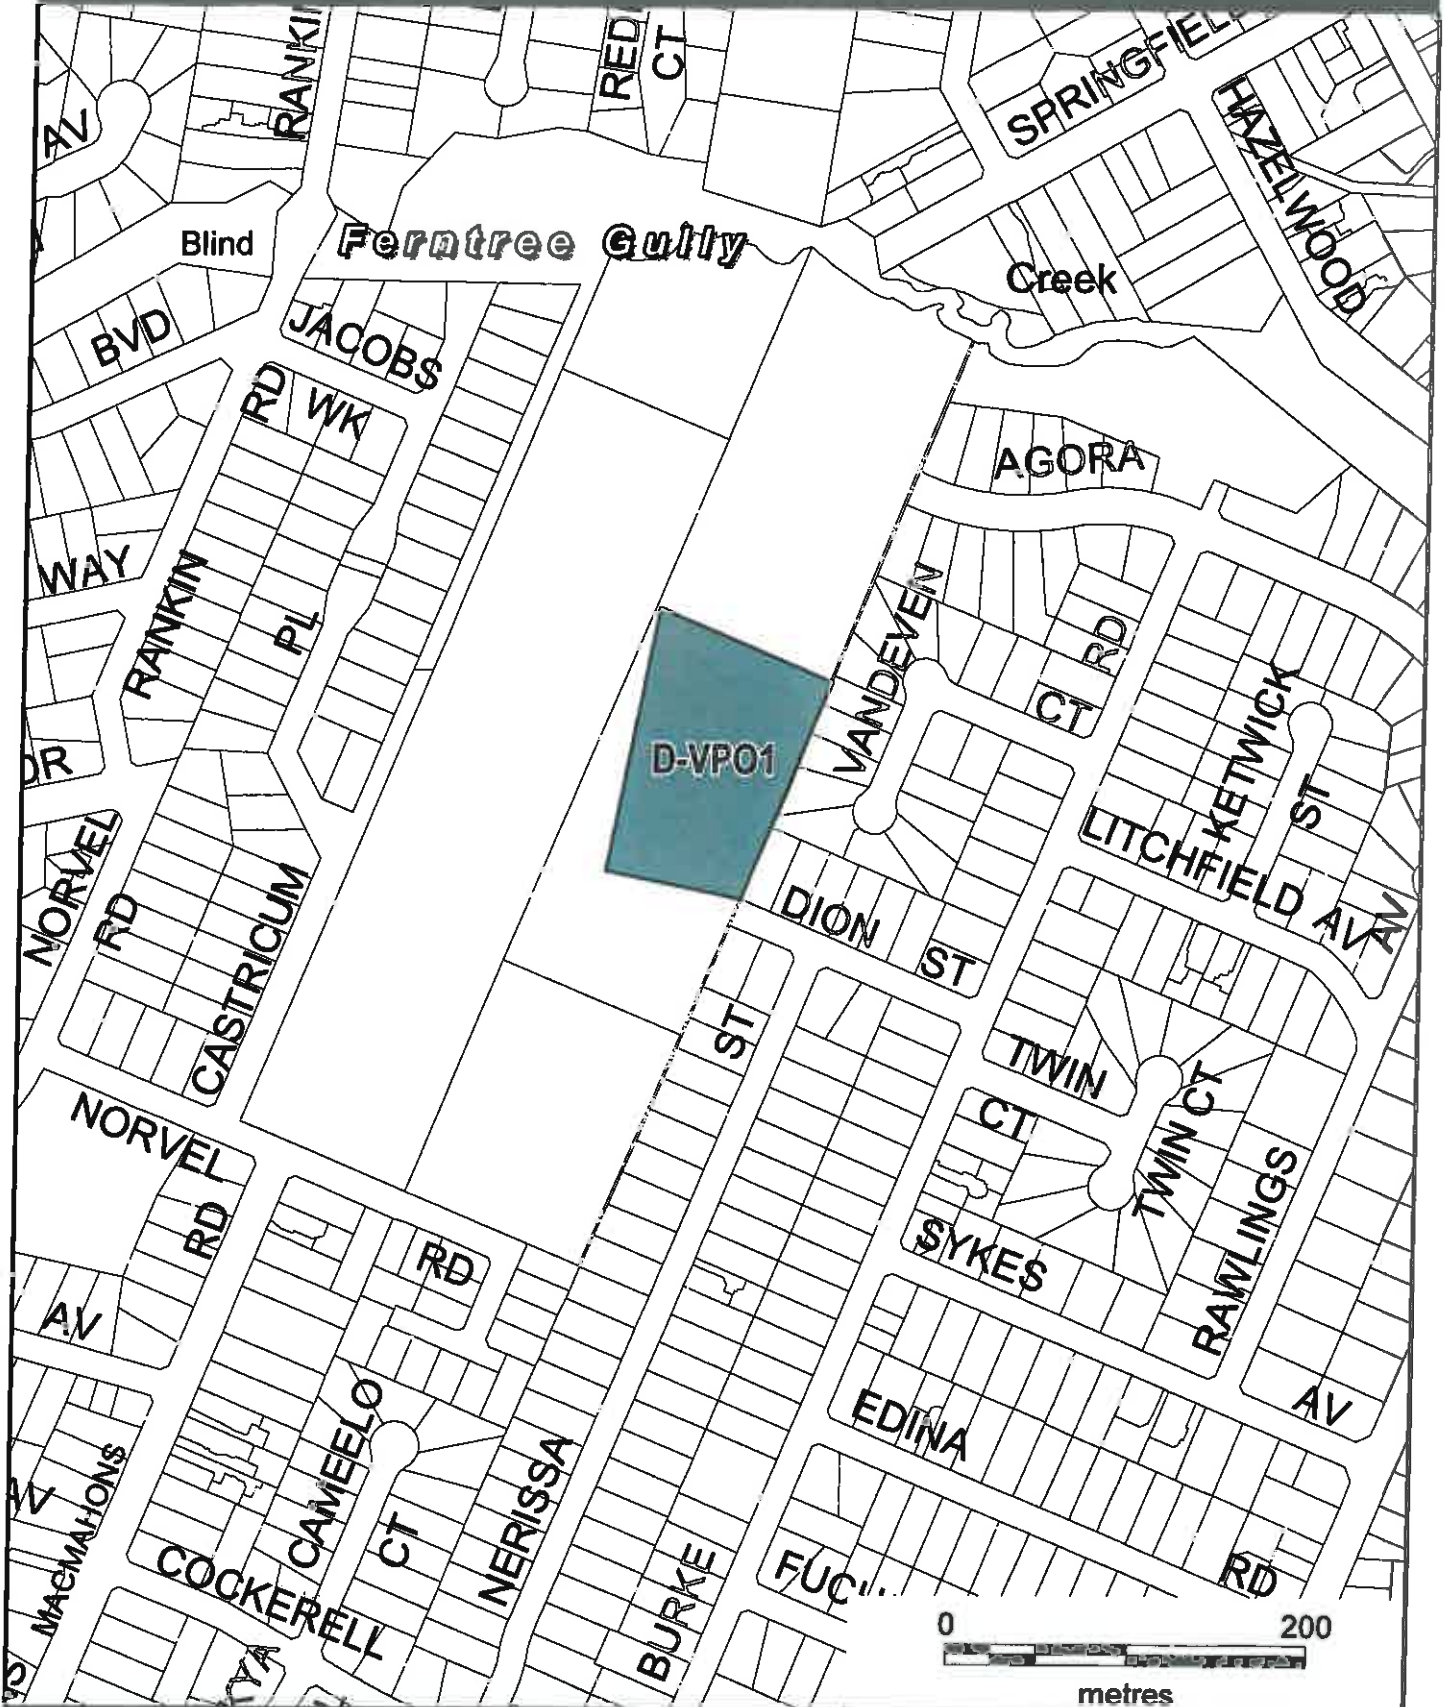 RANKIN
RED
CT
SPRINGFIEL
HAZELWOOD
AV
Blind
Ferntree Gully
Creek
BVD
JACOBS
RD
WK
AGORA
WAY
RANKIN
PL
VANDEVEN
RD
CT
KETWICK
ST
D-VPO1
DR
NORVEL
RD
CASTRICUM
LITCHFIELD AV
AV
DION
ST
ST
TWIN
CT
TWIN CT
NORVEL
RD
RD
SYKES
RAWLINGS
AV
AV
EDINA
RD
CAMEELO
CT
NERISSA
AV
MACMAHONS
COCKERELL
BURKE
0 200
metres